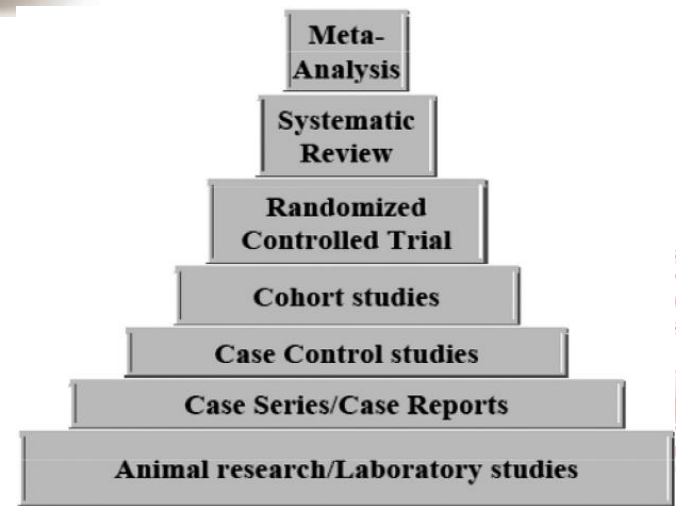 Meta-
Analysis
Systematic
Review
Randomized
Controlled Trial
Cohort studies
Case Control studies
Case Series/Case Reports
Animal research/Laboratory studies